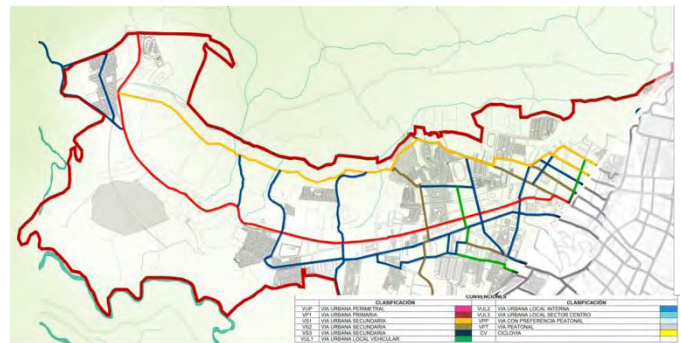 CONVENCIONES
CLASIFICACIÓN CLASIFICACIÓN
VUP VIA URBANA PERIMETRAL VUL2 VIA URBANA LOCAL INTERNA
VP1 VIA URBANA PRIMARIA VUL3 VIA URBANA LOCAL SECTOR CENTRO
VS1 VIA URBANA SECUNDARIA VPP VIA CON PREFERENCIA PEATONAL
VS2 VIA URBANA SECUNDARIA VPT VIA PEATONAL
VS3 VIA URBANA SECUNDARIA CV CICLOVIA
VUL1 VIA URBANA LOCAL VEHICULAR